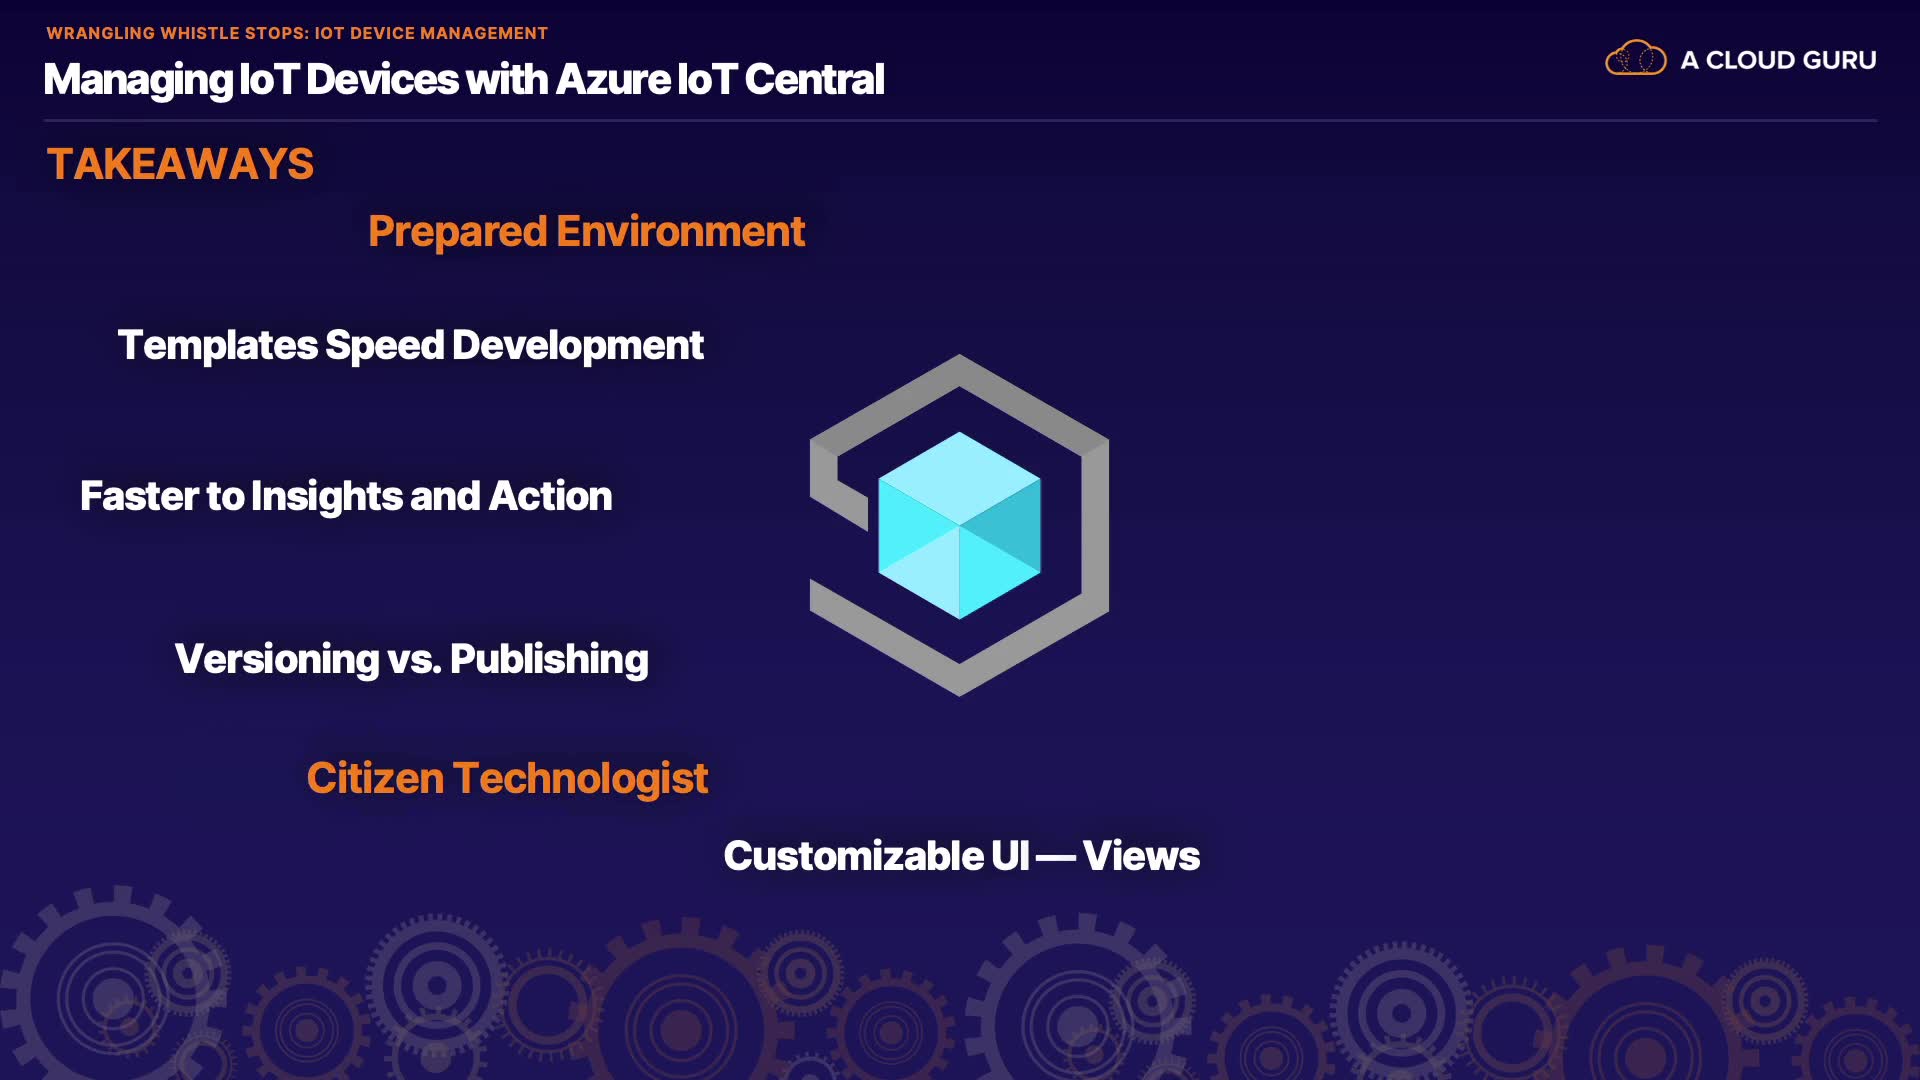 WRANGLING WHISTLE STOPS: IOT DEVICE MANAGEMENT
Managing IoT Devices with Azure IoT Central
A CLOUD GURU
TAKEAWAYS
Prepared Environment
Templates Speed Development
Faster to Insights and Action
Versioning vs. Publishing
Citizen Technologist
Customizable UI — Views